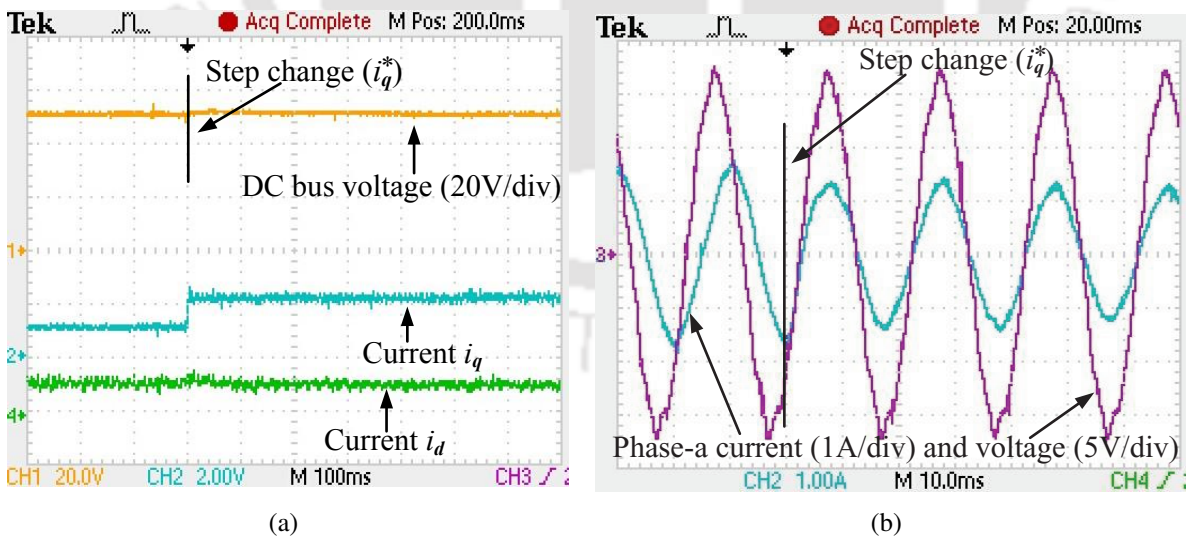 Tek
Acq Complete
M Pos: 200.0ms
Step change (i*q)
DC bus voltage (20V/div)
1
Current iq
2
Current id
4
CH1 20.0V
CH2 2.00V
M 100ms
CH3
(a)
Tek
Acq Complete
M Pos: 20.00ms
Step change (i*q)
3
Phase-a current (1A/div) and voltage (5V/div)
CH2 1.00A
M 10.0ms
CH4
(b)